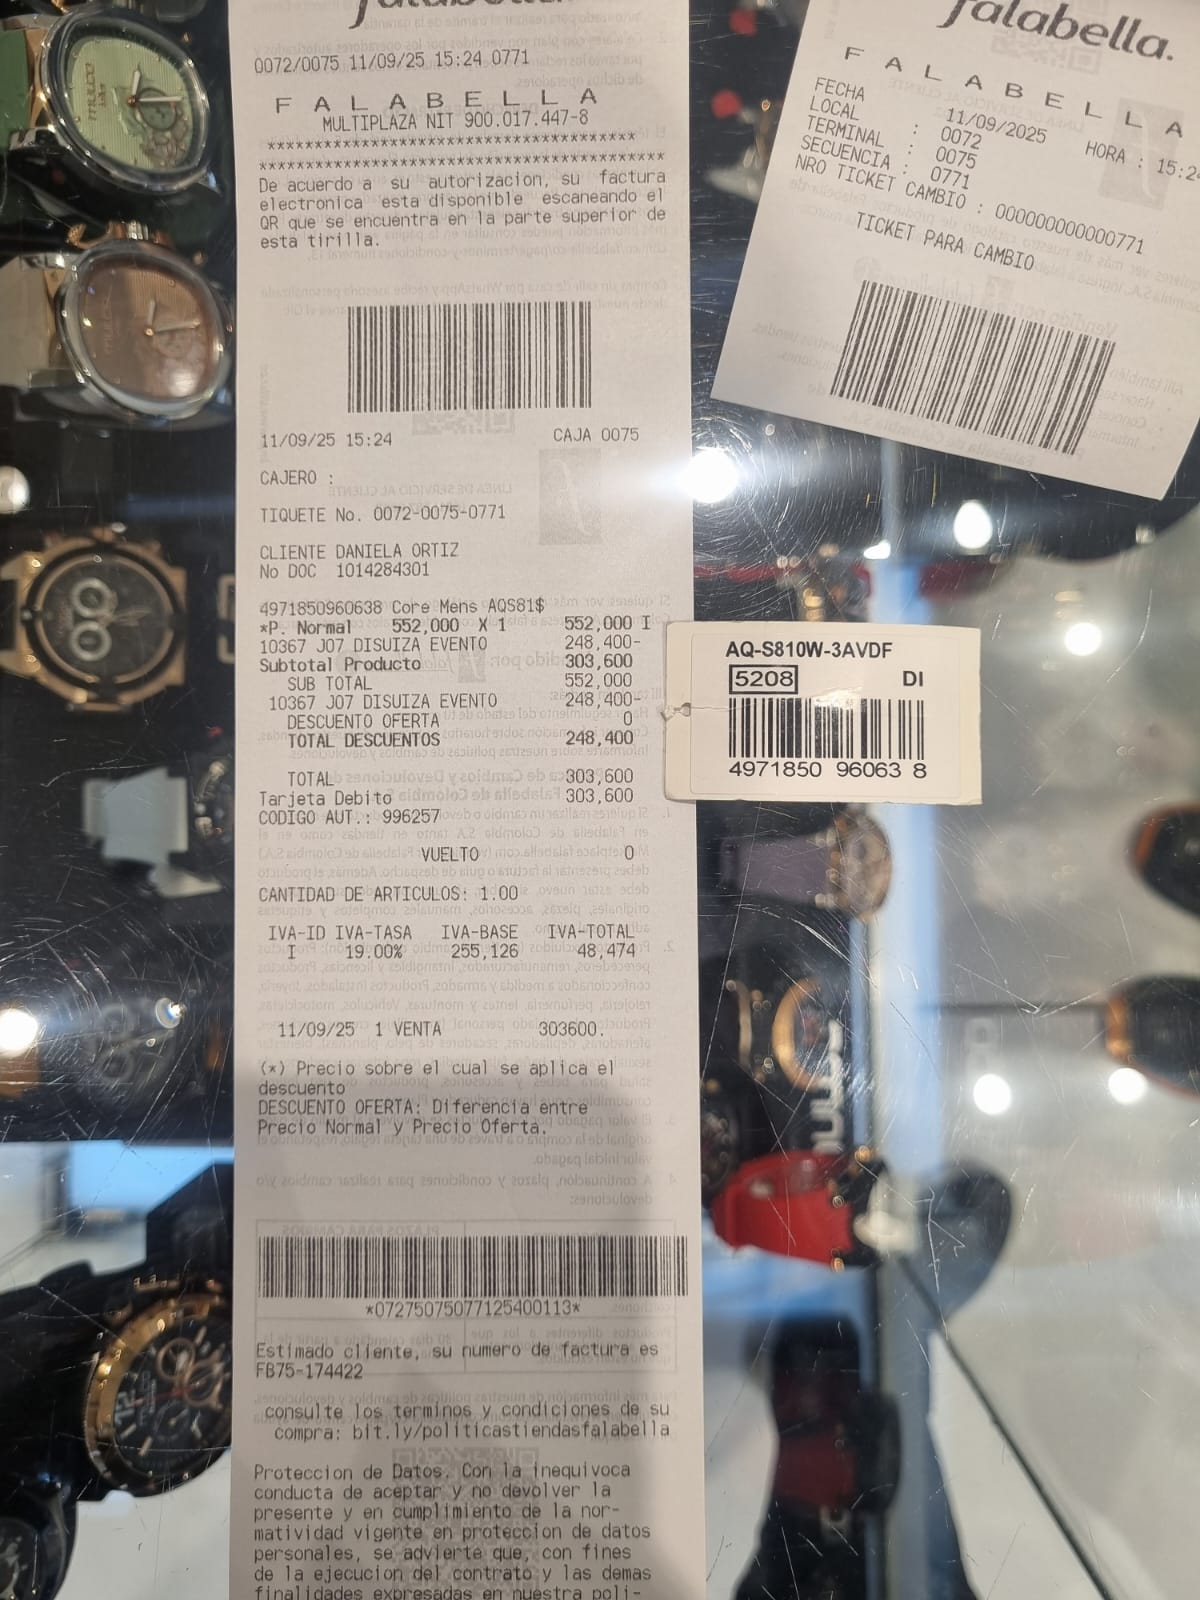 falabella.
0072/0075 11/09/25 15:24 0771
F A L A B E L L A
MULTIPLAZA NIT 900.017.447-8
***************************************
*******************************************
De acuerdo a su autorizacion, su factura
electronica esta disponible escaneando el
QR que se encuentra en la parte superior de
esta tirilla.
11/09/25 15:24 CAJA 0075
CAJERO :
TIQUETE No. 0072-0075-0771
CLIENTE DANIELA ORTIZ
No DOC 1014284301
4971850960638 Core Mens AQS81$
*P. Normal 552,000 X 1 552,000 I
10367 J07 DISUIZA EVENTO 248,400-
Subtotal Producto 303,600
SUB TOTAL 552,000
10367 J07 DISUIZA EVENTO 248,400-
DESCUENTO OFERTA 0
TOTAL DESCUENTOS 248,400
TOTAL 303,600
Tarjeta Debito 303,600
CODIGO AUT.: 996257
VUELTO 0
CANTIDAD DE ARTICULOS: 1.00
IVA-ID IVA-TASA IVA-BASE IVA-TOTAL
I 19.00% 255,126 48,474
11/09/25 1 VENTA 303600.
(*) Precio sobre el cual se aplica el
descuento
DESCUENTO OFERTA: Diferencia entre
Precio Normal y Precio Oferta.
*07275075077125400113*
Estimado cliente, su numero de factura es
FB75-174422
consulte los terminos y condiciones de su
compra: bit.ly/politicastiendasfalabella
Proteccion de Datos. Con la inequivoca
conducta de aceptar y no devolver la
presente y en cumplimiento de la nor-
matividad vigente en proteccion de datos
personales, se advierte que, con fines
de la ejecucion del contrato y las demas
finalidades expresadas en nuestra poli-
falabella.
F A L A B E L L A
FECHA : 11/09/2025 HORA : 15:24
LOCAL : 0072
TERMINAL : 0075
SECUENCIA : 0771
NRO TICKET CAMBIO : 0000000000000771
TICKET PARA CAMBIO
AQ-S810W-3AVDF
5208 DI
4971850 96063 8